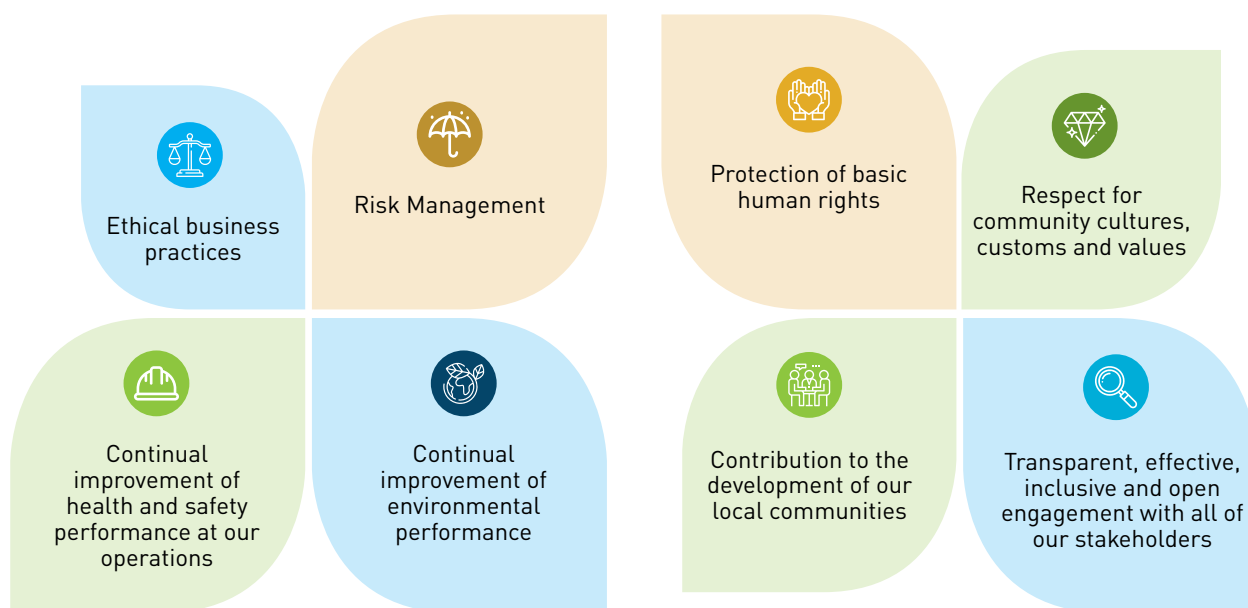 Ethical business
practices
Risk Management
Protection of basic
human rights
Respect for
community cultures,
customs and values
Continual
improvement of
health and safety
performance at our
operations
Continual
improvement of
environmental
performance
Contribution to the
development of our
local communities
Transparent, effective,
inclusive and open
engagement with all of
our stakeholders